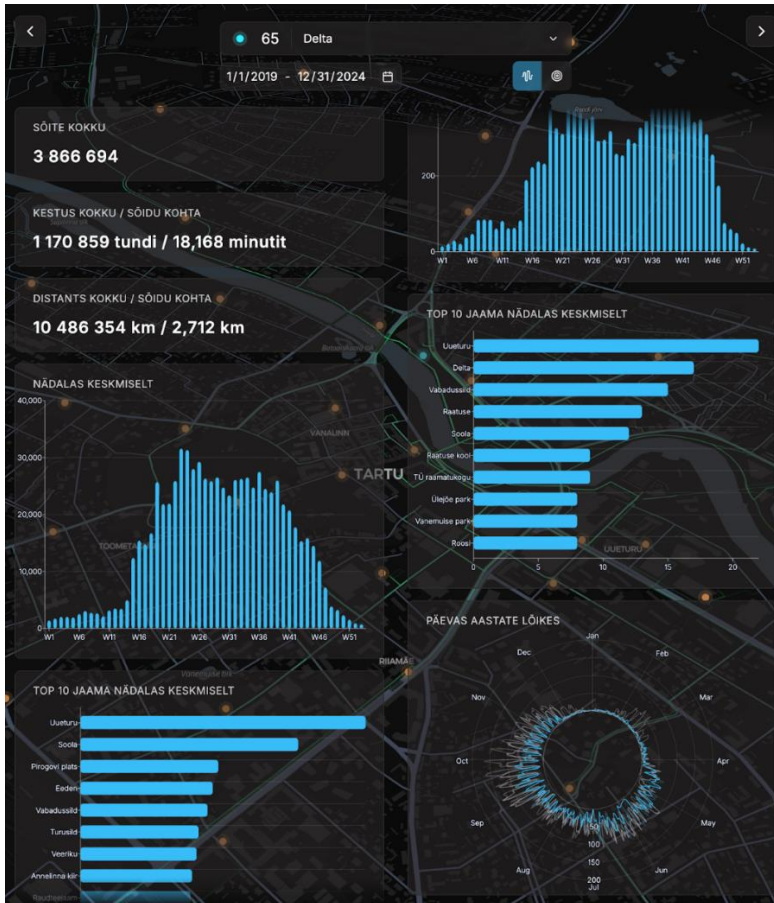 65 Delta
1/1/2019 - 12/31/2024
SÕITE KOKKU
3 866 694
KESTUS KOKKU / SÕIDU KOHTA
1 170 859 tundi / 18,168 minutit
DISTANTS KOKKU / SÕIDU KOHTA
10 486 354 km / 2,712 km
NÄDALAS KESKMISELT
40,000
30,000
20,000
10,000
0
W1 W6 W11 W16 W21 W26 W31 W36 W41 W46 W51
TOP 10 JAAMA NÄDALAS KESKMISELT
Uueturu
Soola
Pirogovi plats
Eeden
Vabadussild
Turusild
Veeriku
Annelinna kir
200
0
W1 W6 W11 W16 W21 W26 W31 W36 W41 W46 W51
TOP 10 JAAMA NÄDALAS KESKMISELT
Uueturu
Delta
Vabadussild
Raatuse
Soola
Raatuse kool
TÜ raamatukogu
Ülejõe park
Vanemuise park
Roosi
0 5 10 15 20
PÄEVAS AASTATE LÕIKES
Jan
Feb
Mar
Apr
May
Jun
Jul
Aug
Sep
Oct
Nov
Dec
50
100
150
200
VANALINN
TARTU
UUETURU
RIIAMÄE